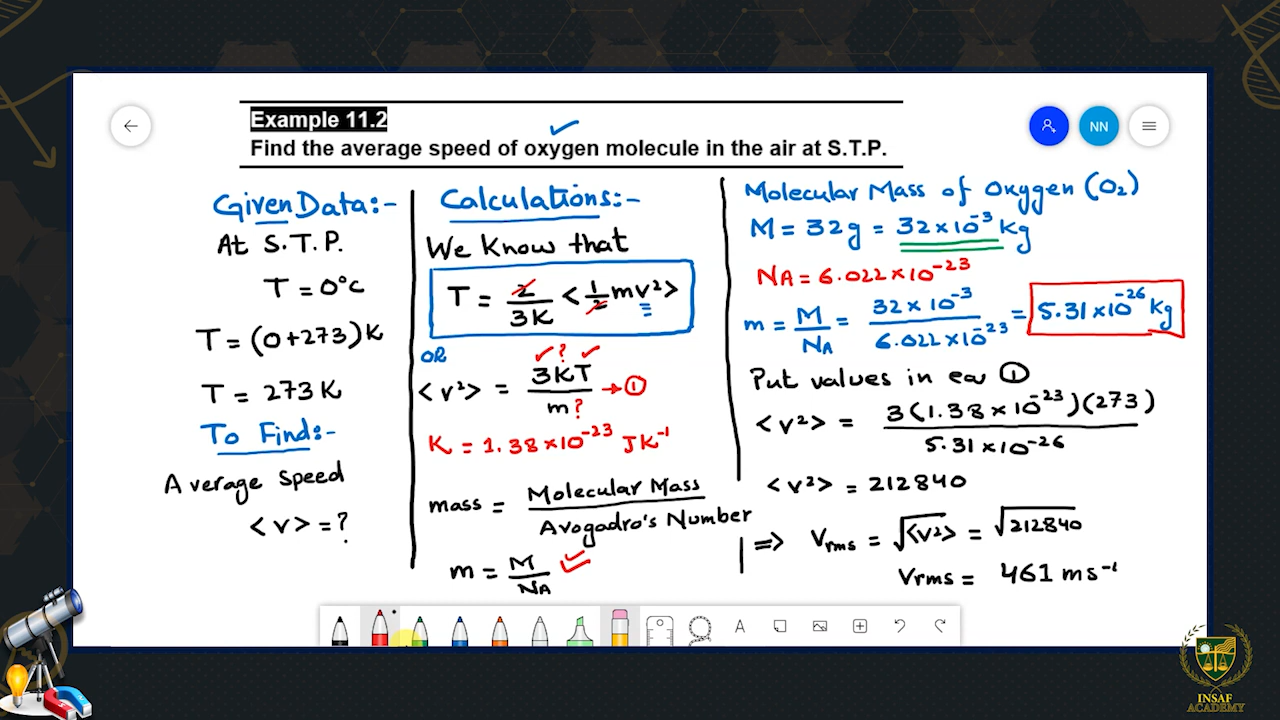 Example 11.2
Find the average speed of oxygen molecule in the air at S.T.P.
NN
Given Data:-
At S.T.P.
T = 0°c
T = (0+273)K
T = 273 K
To Find:-
Average speed
<v> = ?
Calculations:-
We Know that
T = 2/3K <1/2 mv²>
OR
<v²> = 3KT/m → ①
?
?
K = 1.38×10⁻²³ JK⁻¹
mass = Molecular Mass / Avogadro's Number
m = M/NA
Molecular Mass of Oxygen (O₂)
M = 32g = 32×10⁻³ Kg
NA = 6.022×10⁻²³
m = M/NA = 32×10⁻³ / 6.022×10⁻²³ = 5.31×10⁻²⁶ Kg
Put values in eq ①
<v²> = 3(1.38×10⁻²³)(273) / 5.31×10⁻²⁶
<v²> = 212840
⇒ Vrms = √<v²> = √212840
Vrms = 461 ms⁻¹
A
INSAF
ACADEMY